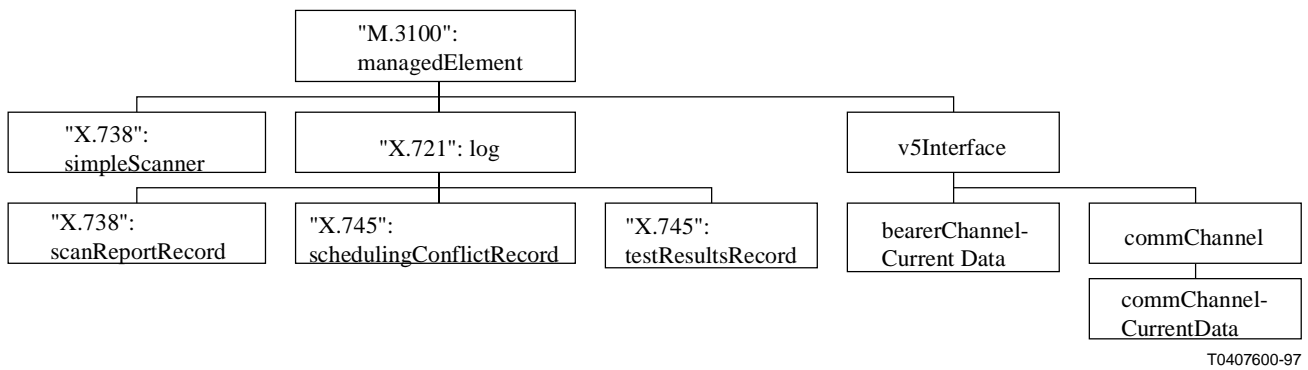 "M.3100":
managedElement
"X.738":
simpleScanner
"X.721": log
v5Interface
"X.738":
scanReportRecord
"X.745":
schedulingConflictRecord
"X.745":
testResultsRecord
bearerChannel-
Current Data
commChannel
commChannel-
CurrentData
T0407600-97